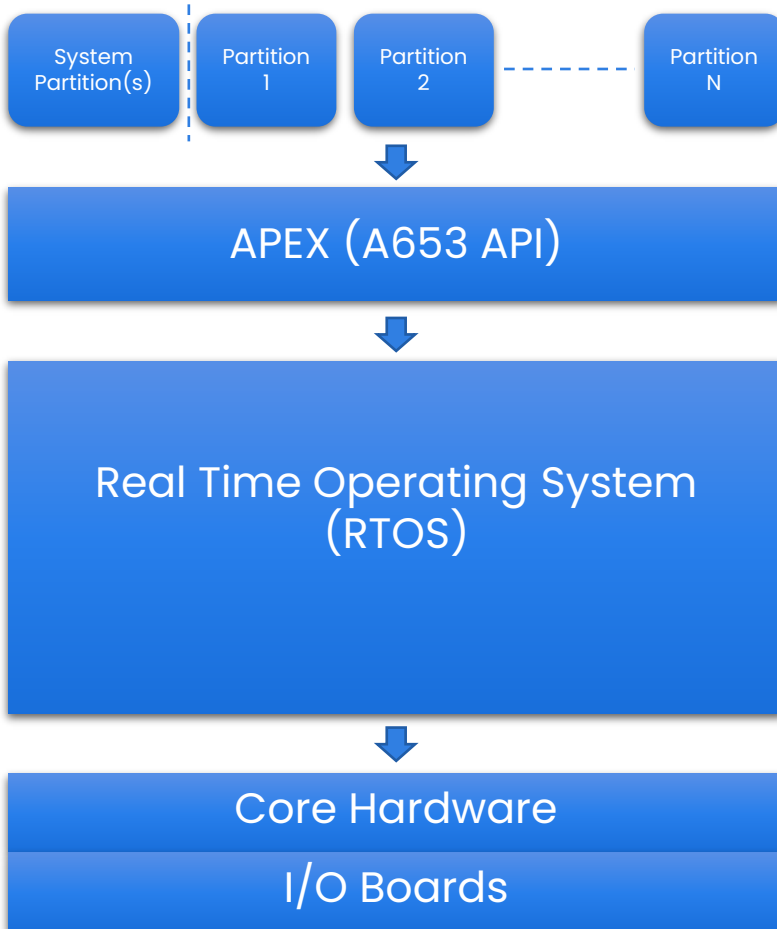 System
Partition(s)
Partition
1
Partition
2
Partition
N
APEX (A653 API)
Real Time Operating System
(RTOS)
Core Hardware
I/O Boards